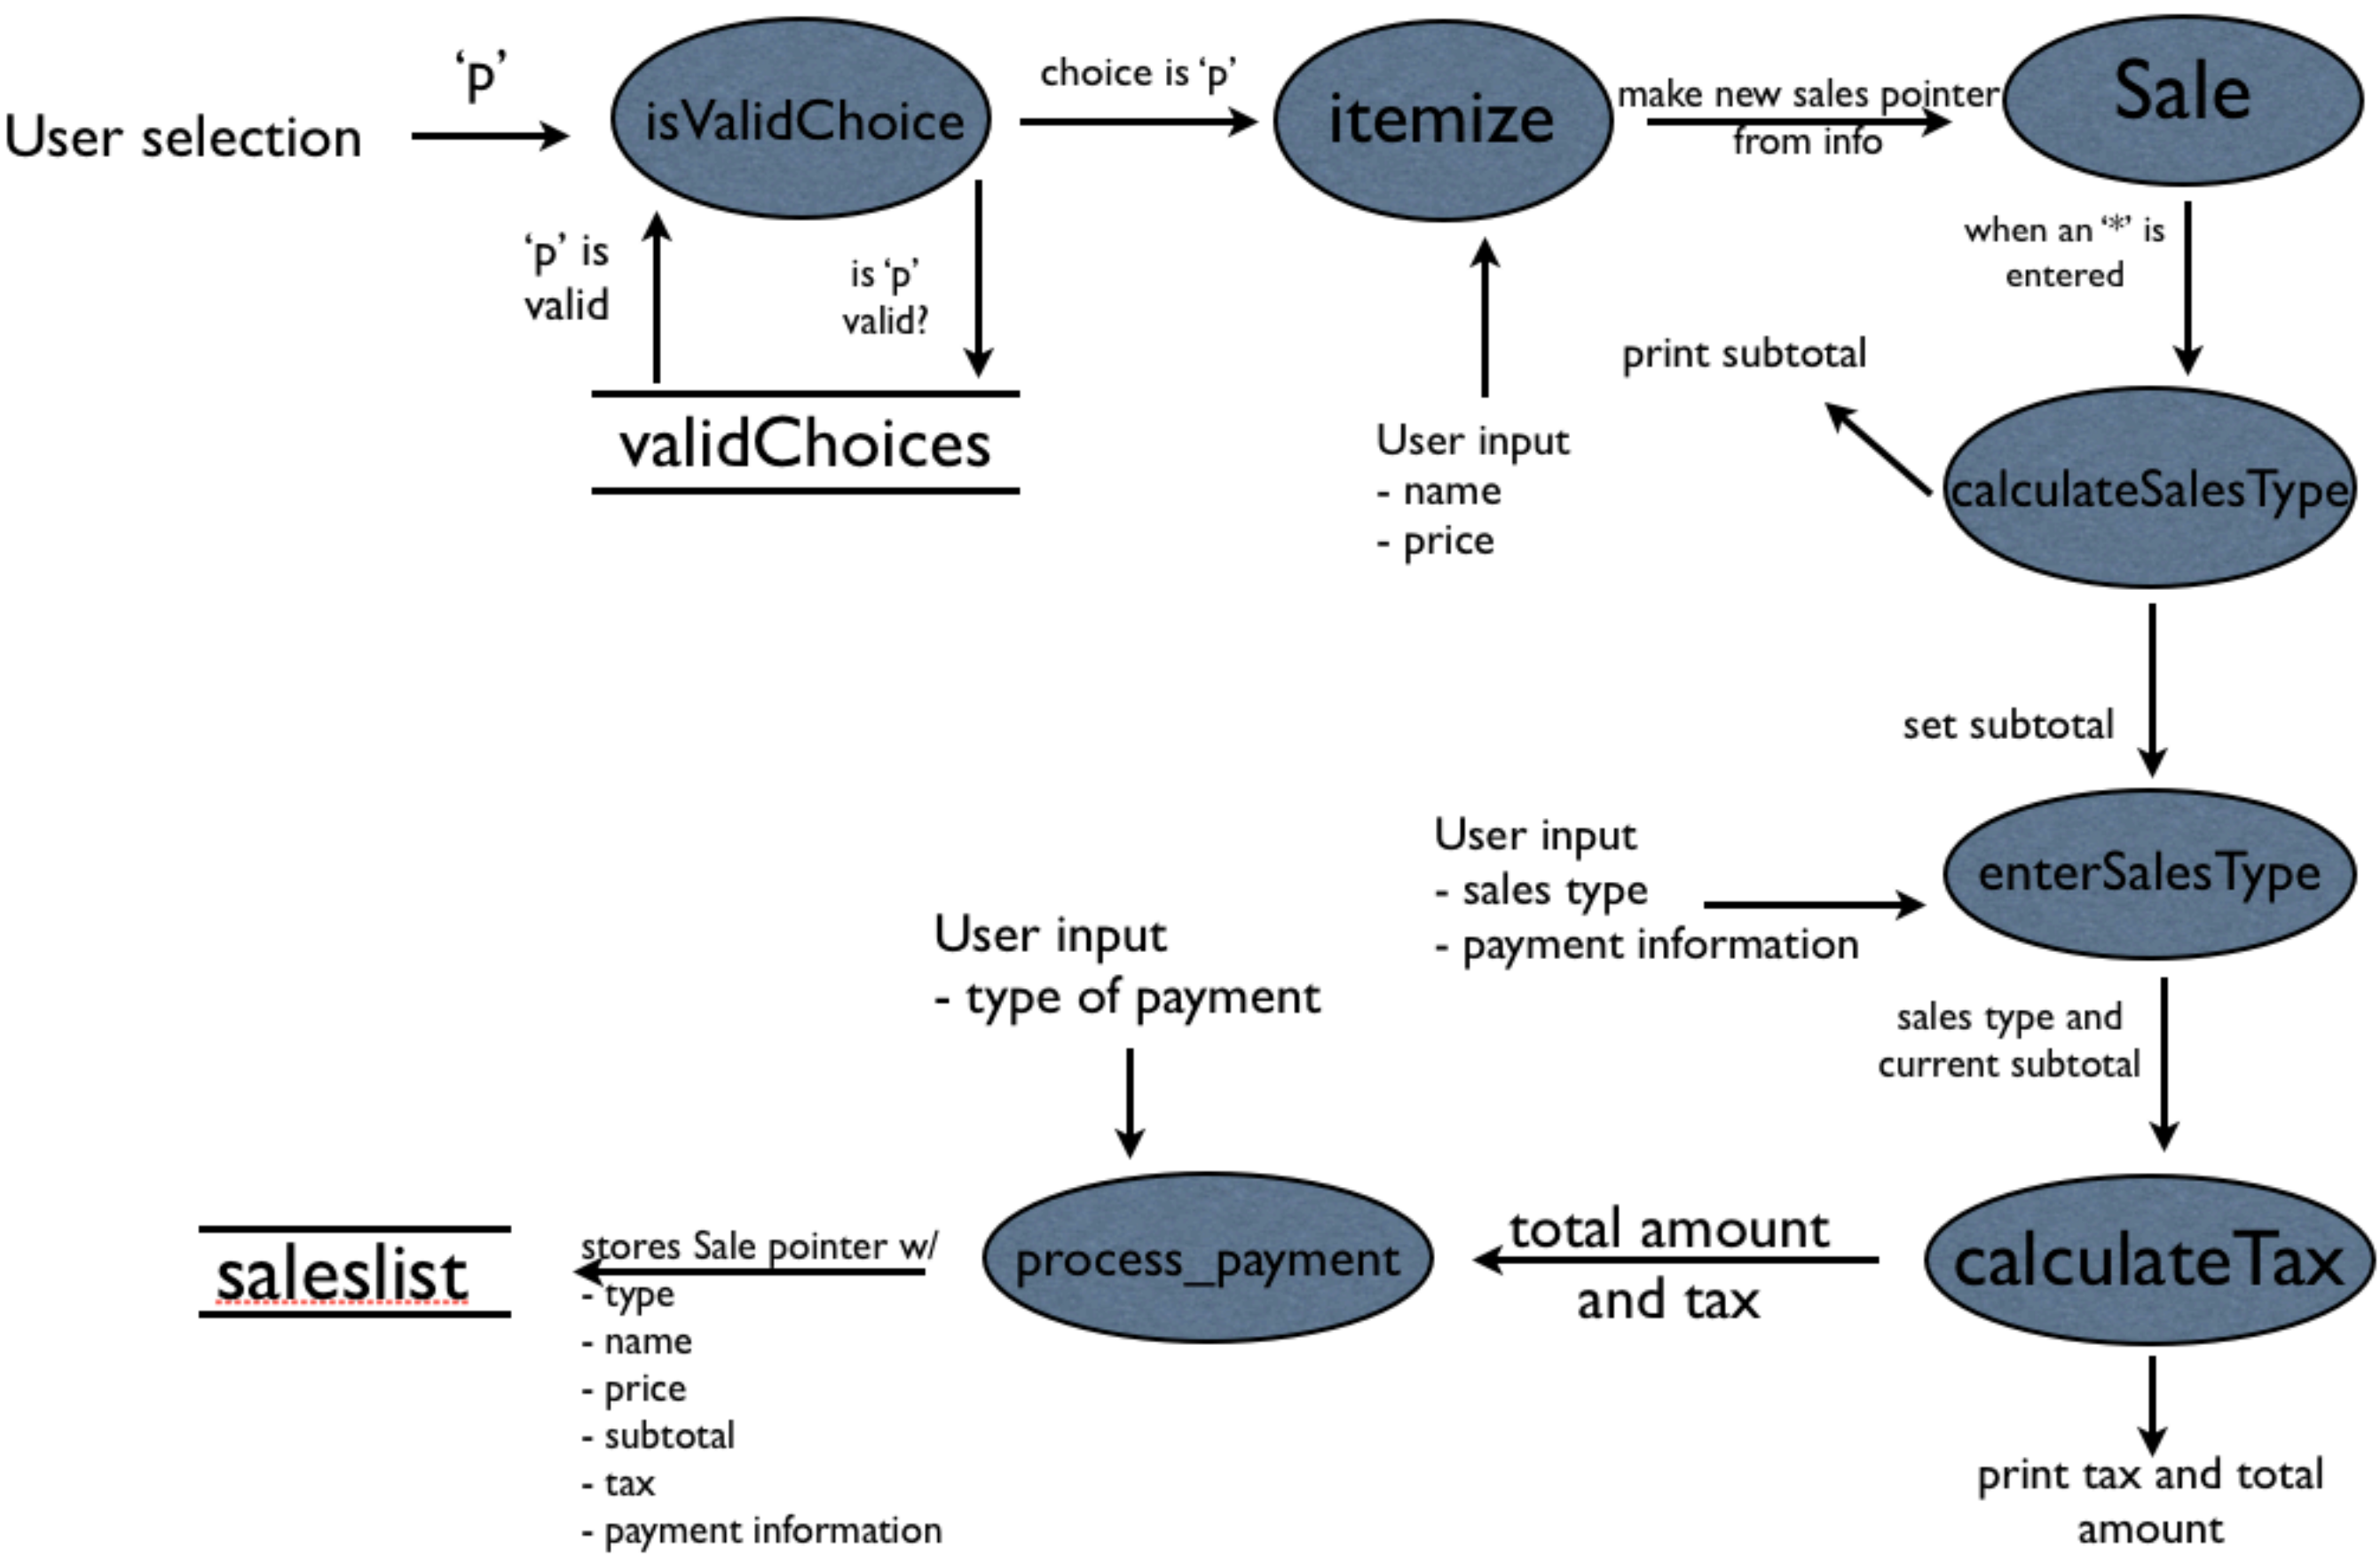 User selection
‘p’
isValidChoice
choice is ‘p’
itemize
make new sales pointer
from info
Sale
‘p’ is
valid
is ‘p’
valid?
validChoices
User input
- name
- price
when an ‘*’ is
entered
print subtotal
calculateSalesType
set subtotal
User input
- sales type
- payment information
enterSalesType
sales type and
current subtotal
User input
- type of payment
calculateTax
total amount
and tax
process_payment
print tax and total
amount
stores Sale pointer w/
- type
- name
- price
- subtotal
- tax
- payment information
saleslist